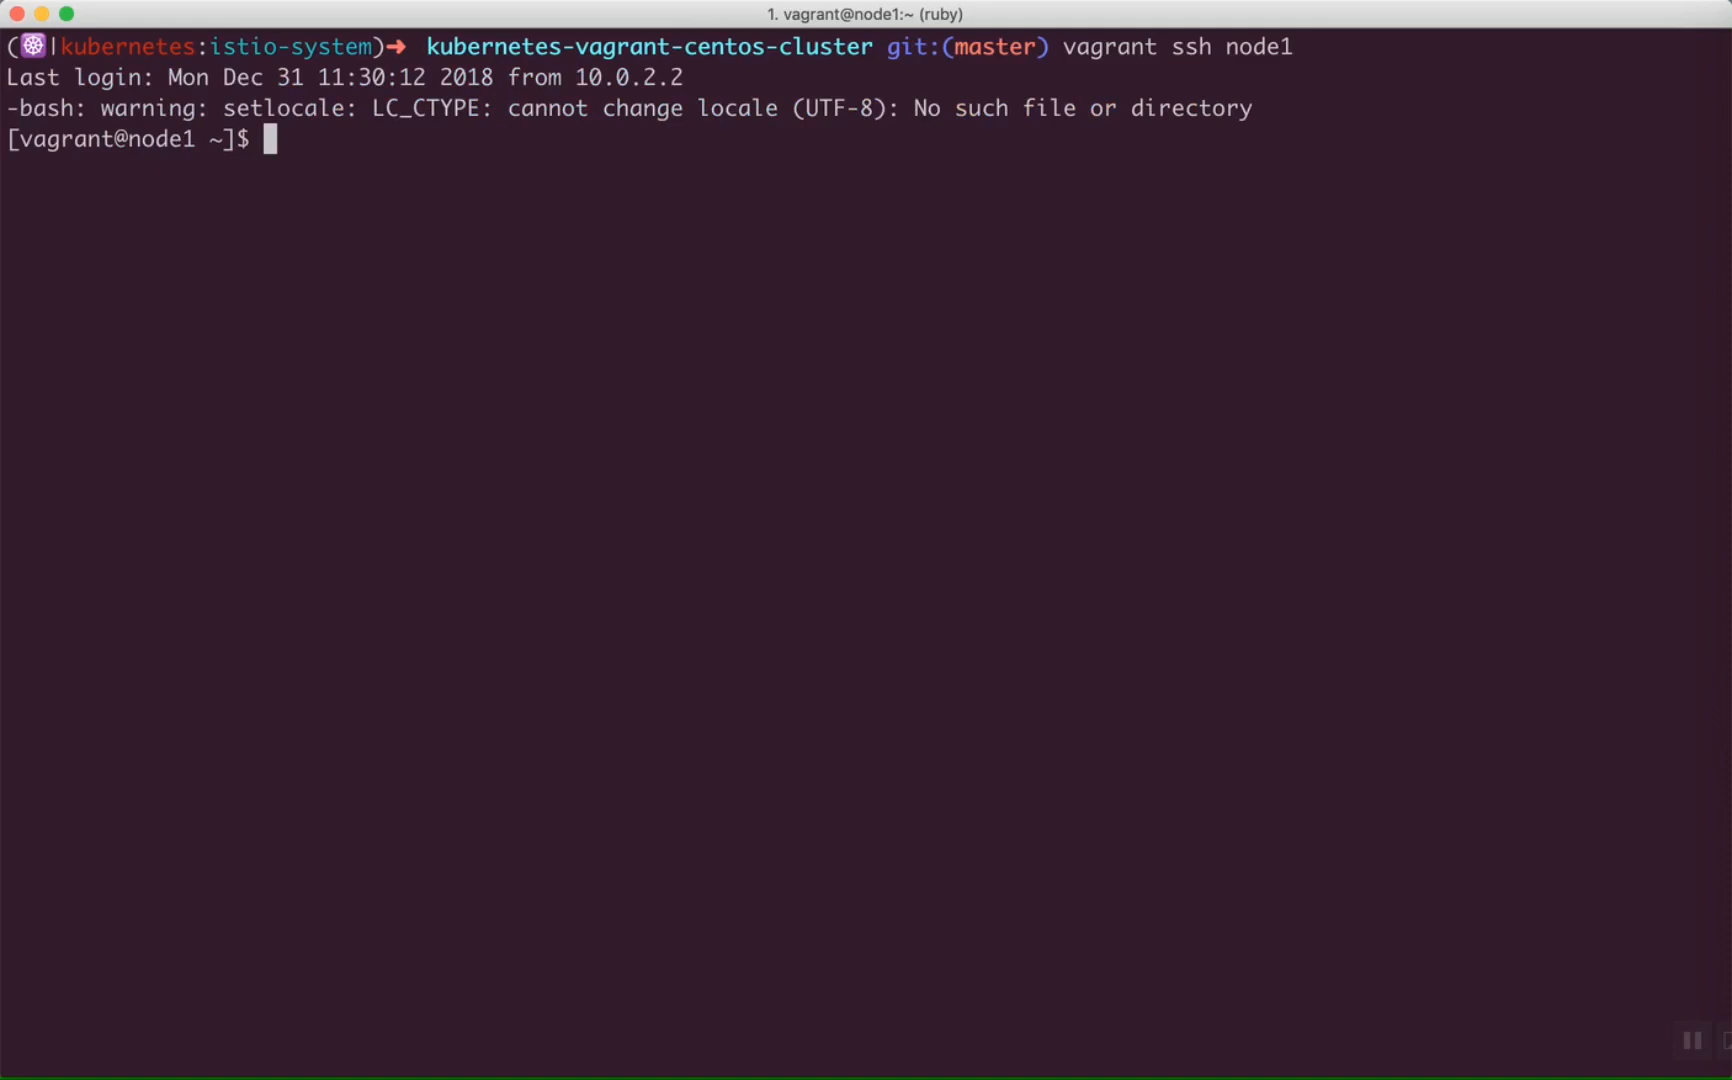 1. vagrant@node1:~ (ruby)
(☸|kubernetes:istio-system)➜ kubernetes-vagrant-centos-cluster git:(master) vagrant ssh node1
Last login: Mon Dec 31 11:30:12 2018 from 10.0.2.2
-bash: warning: setlocale: LC_CTYPE: cannot change locale (UTF-8): No such file or directory
[vagrant@node1 ~]$